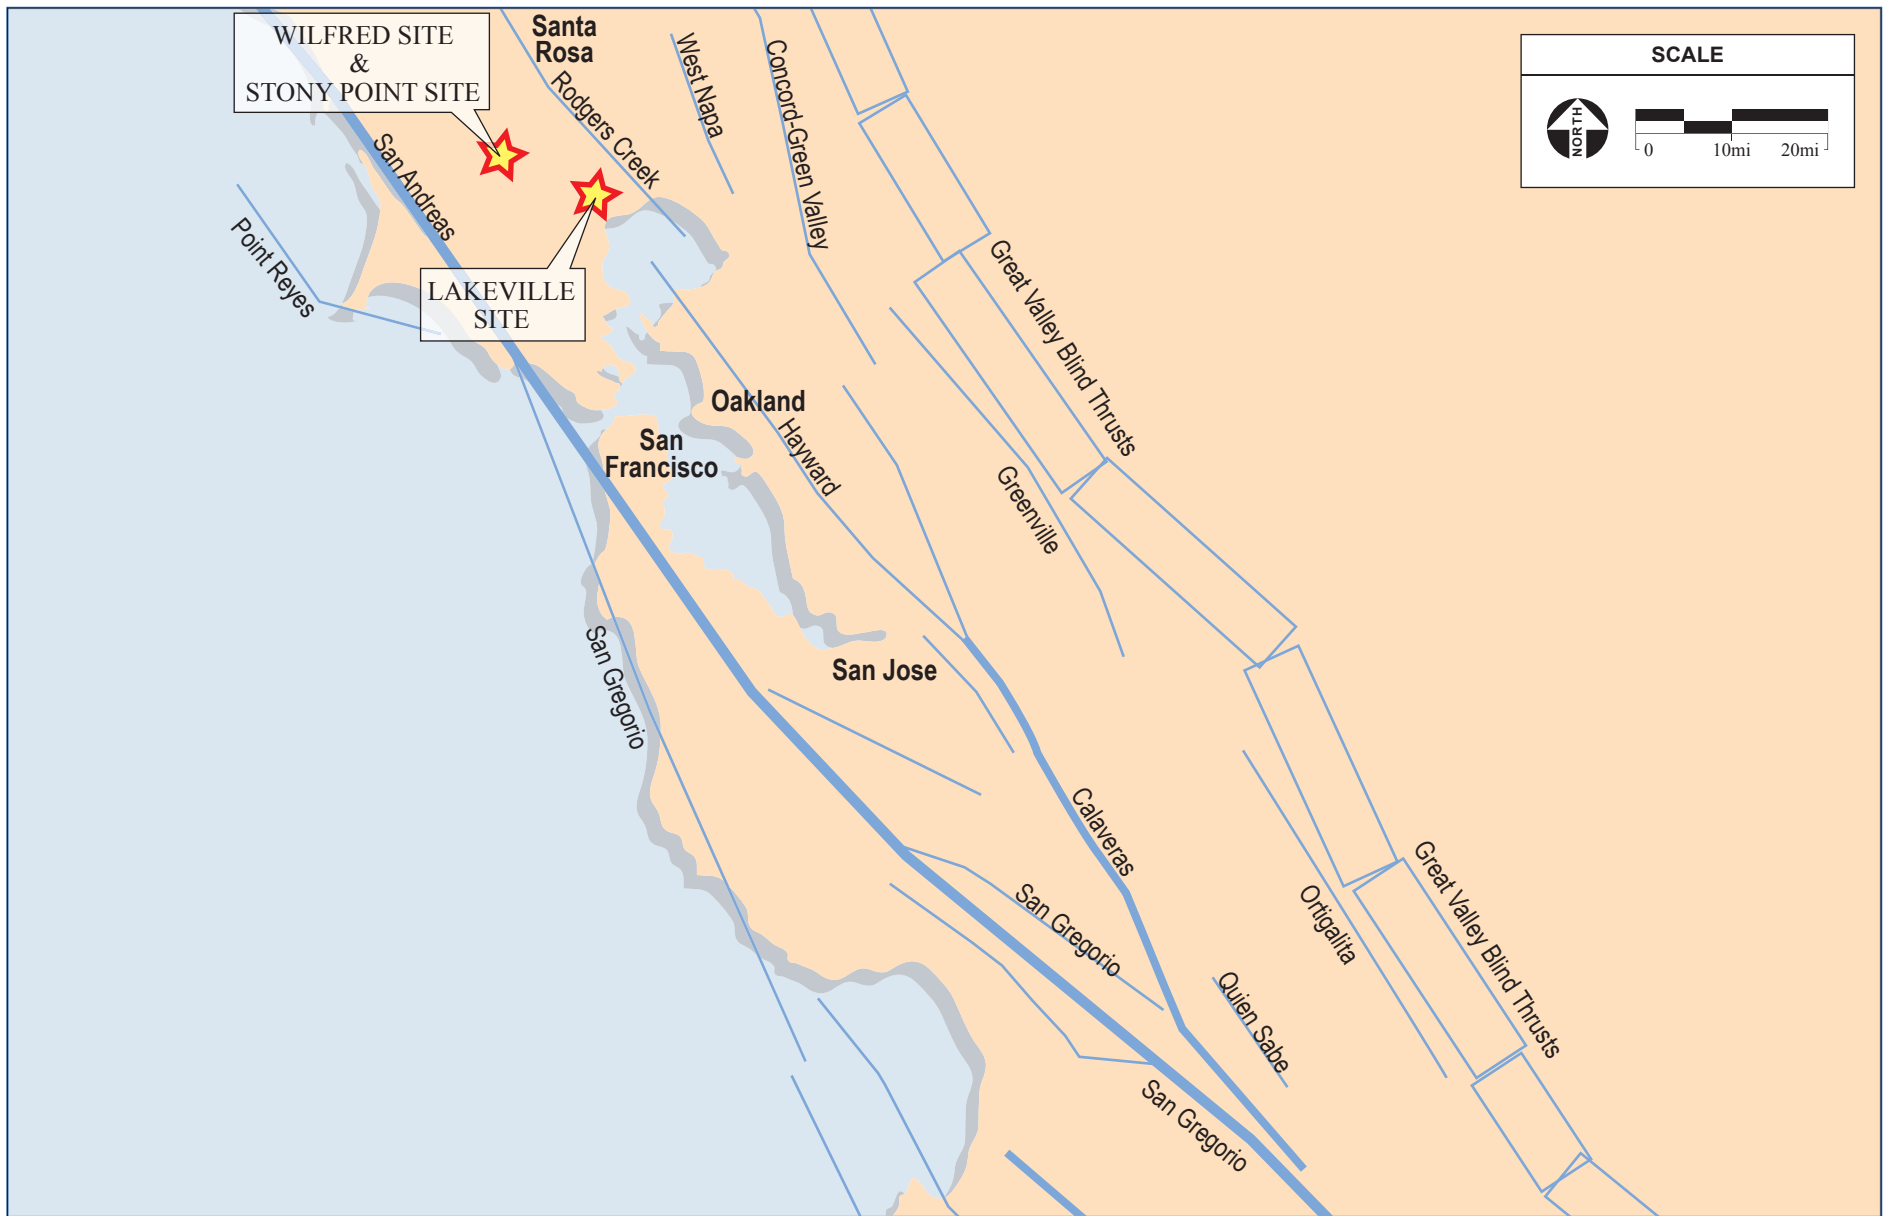 WILFRED SITE
&
STONY POINT SITE
Santa
Rosa
West Napa
Concord-Green Valley
SCALE
NORTH
0 10mi 20mi
Rodgers Creek
San Andreas
Point Reyes
LAKEVILLE
SITE
Great Valley Blind Thrusts
Oakland
San
Francisco
Hayward
Greenville
San Gregorio
San Jose
Calaveras
San Gregorio
Ortigalita
Great Valley Blind Thrusts
Quien Sabe
San Gregorio